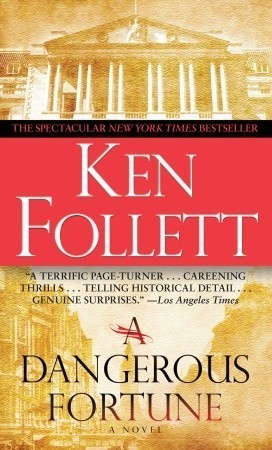 THE SPECTACULAR NEW YORK TIMES BESTSELLER
KEN
FOLLETT
"A TERRIFIC PAGE-TURNER . . . CAREENING
THRILLS . . . TELLING HISTORICAL DETAIL . . .
GENUINE SURPRISES." —Los Angeles Times
A
DANGEROUS
FORTUNE
A NOVEL